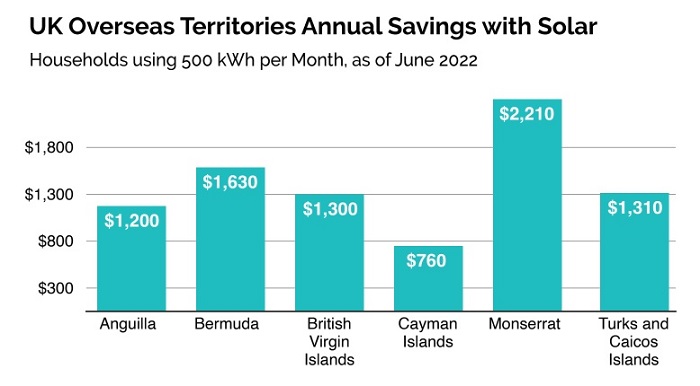 UK Overseas Territories Annual Savings with Solar
Households using 500 kWh per Month, as of June 2022
$1,800
$1,300
$800
$300
$1,200
$1,630
$1,300
$760
$2,210
$1,310
Anguilla
Bermuda
British
Virgin
Islands
Cayman
Islands
Monserrat
Turks and
Caicos
Islands